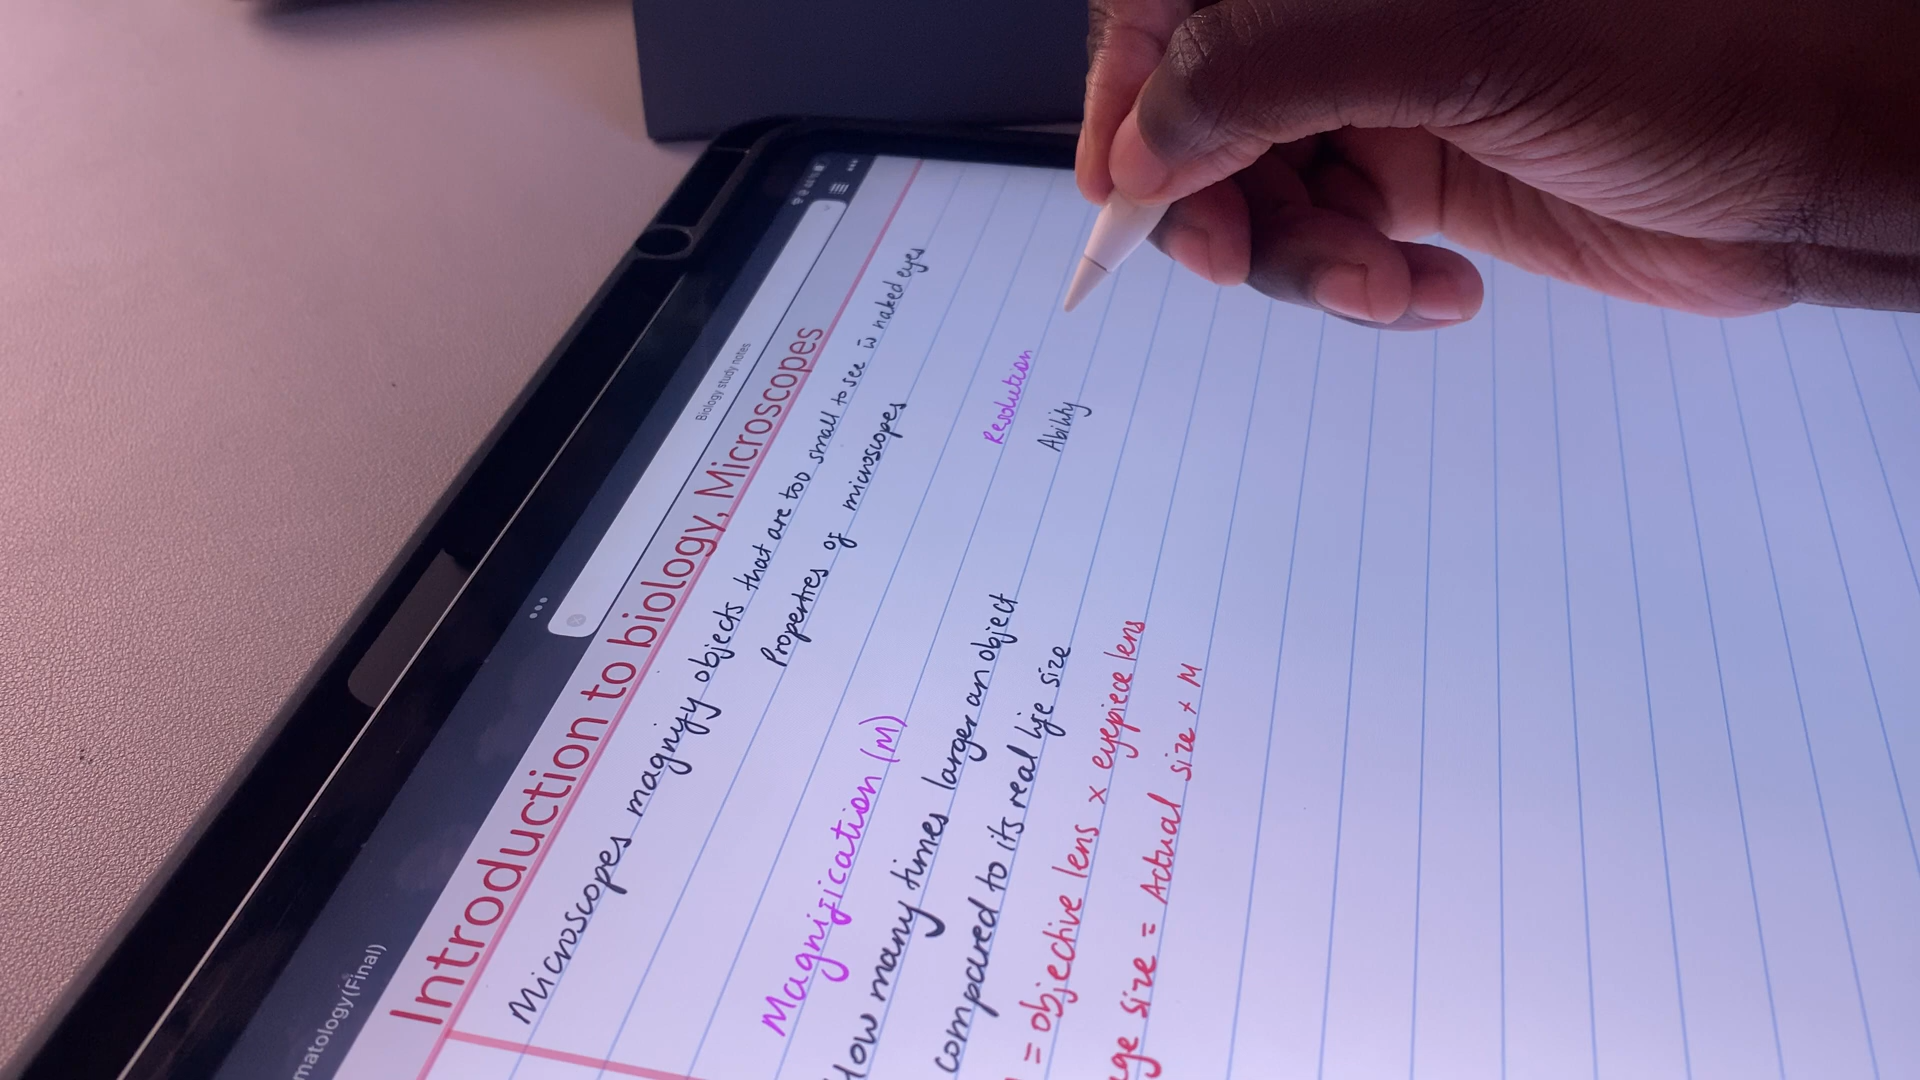 matology(Final)
Biology study notes
Introduction to biology, Microscopes
Microscopes magnify objects that are too small to see w̄ naked eyes
Properties of microscopes
Magnification (M)
How many times larger an object
compared to its real life size
= objective lens × eyepiece lens
ge size = Actual size × M
Resolution
Ability